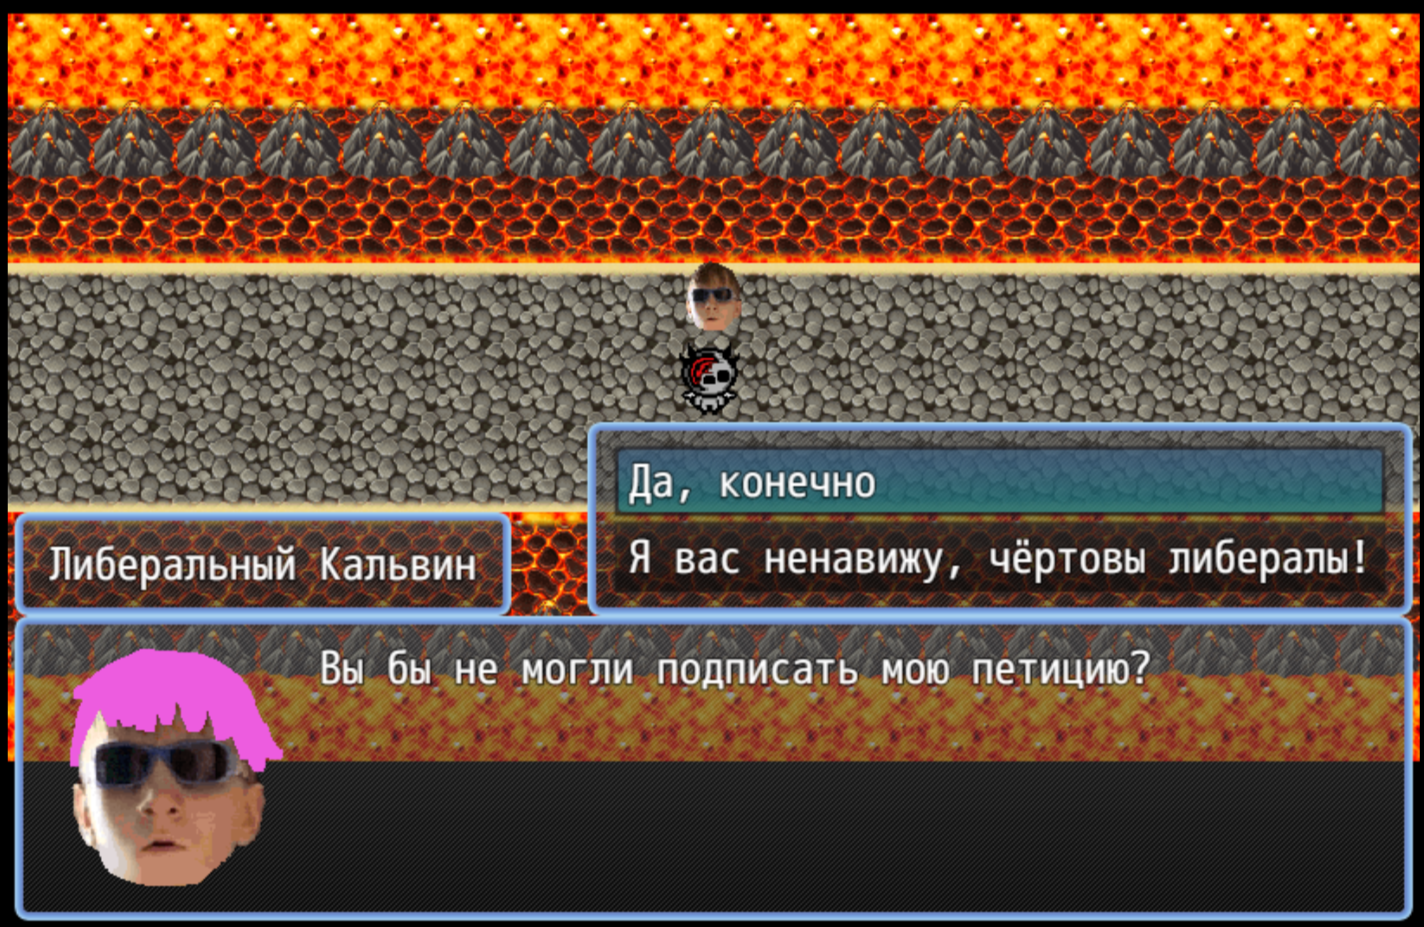 Да, конечно
Я вас ненавижу, чёртовы либералы!
Либеральный Кальвин
Вы бы не могли подписать мою петицию?